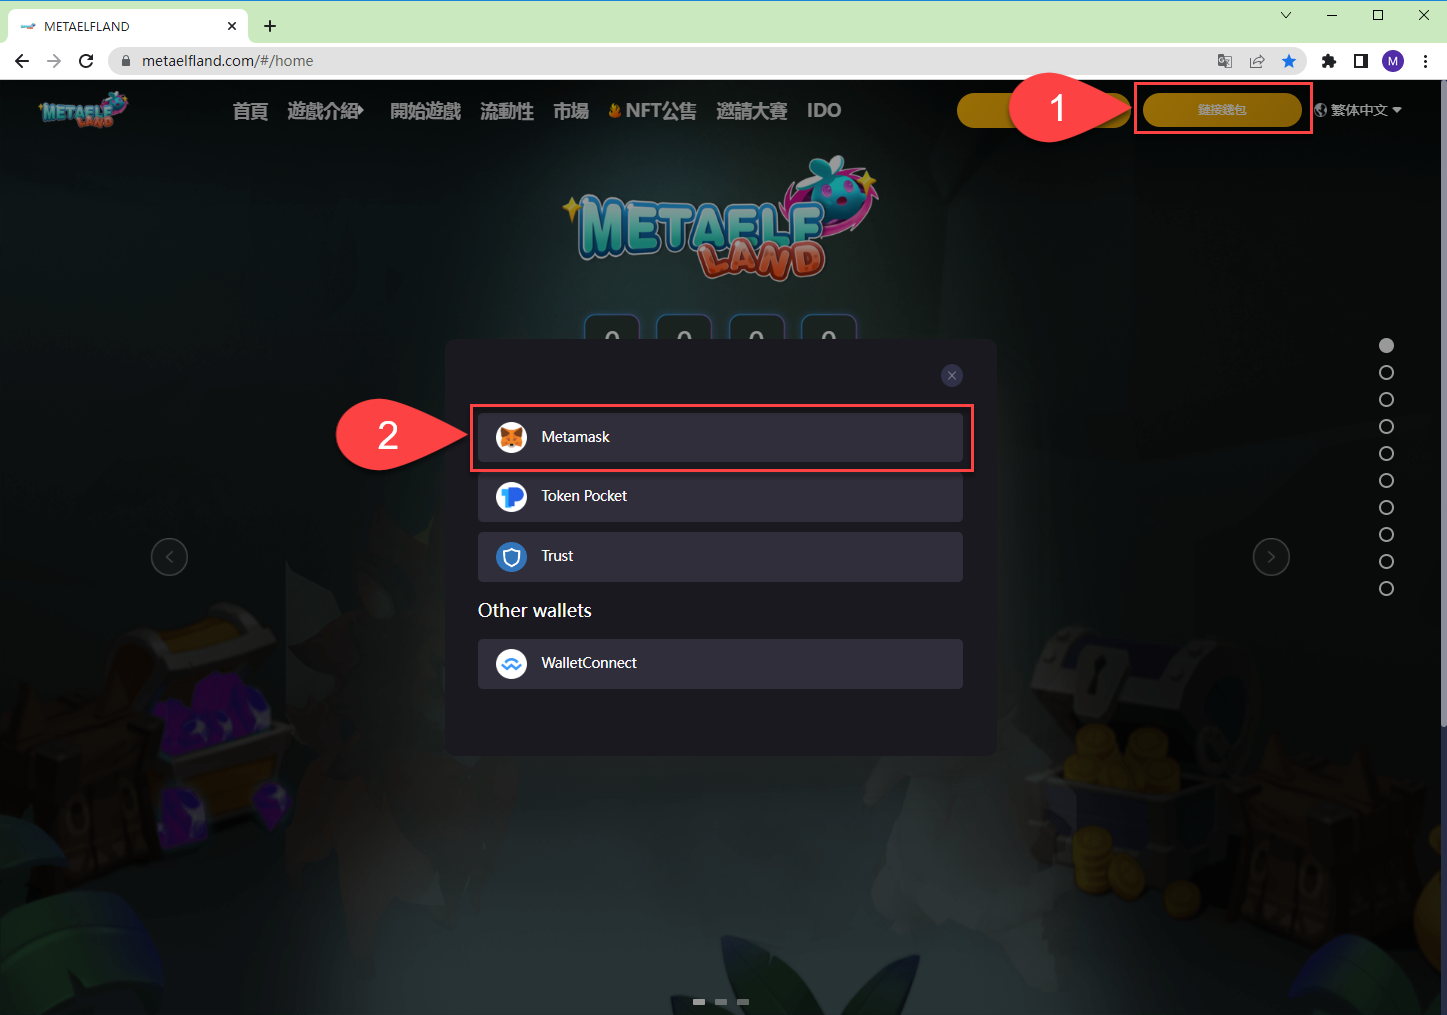 METAELFLAND
metaelfland.com/#/home
M
METAELF
LAND
首頁 遊戲介紹 開始遊戲 流動性 市場 NFT公告 邀請大賽 IDO
1
鏈接錢包
繁体中文
METAELF
LAND
0 0 0 0
2
Metamask
Token Pocket
Trust
Other wallets
WalletConnect